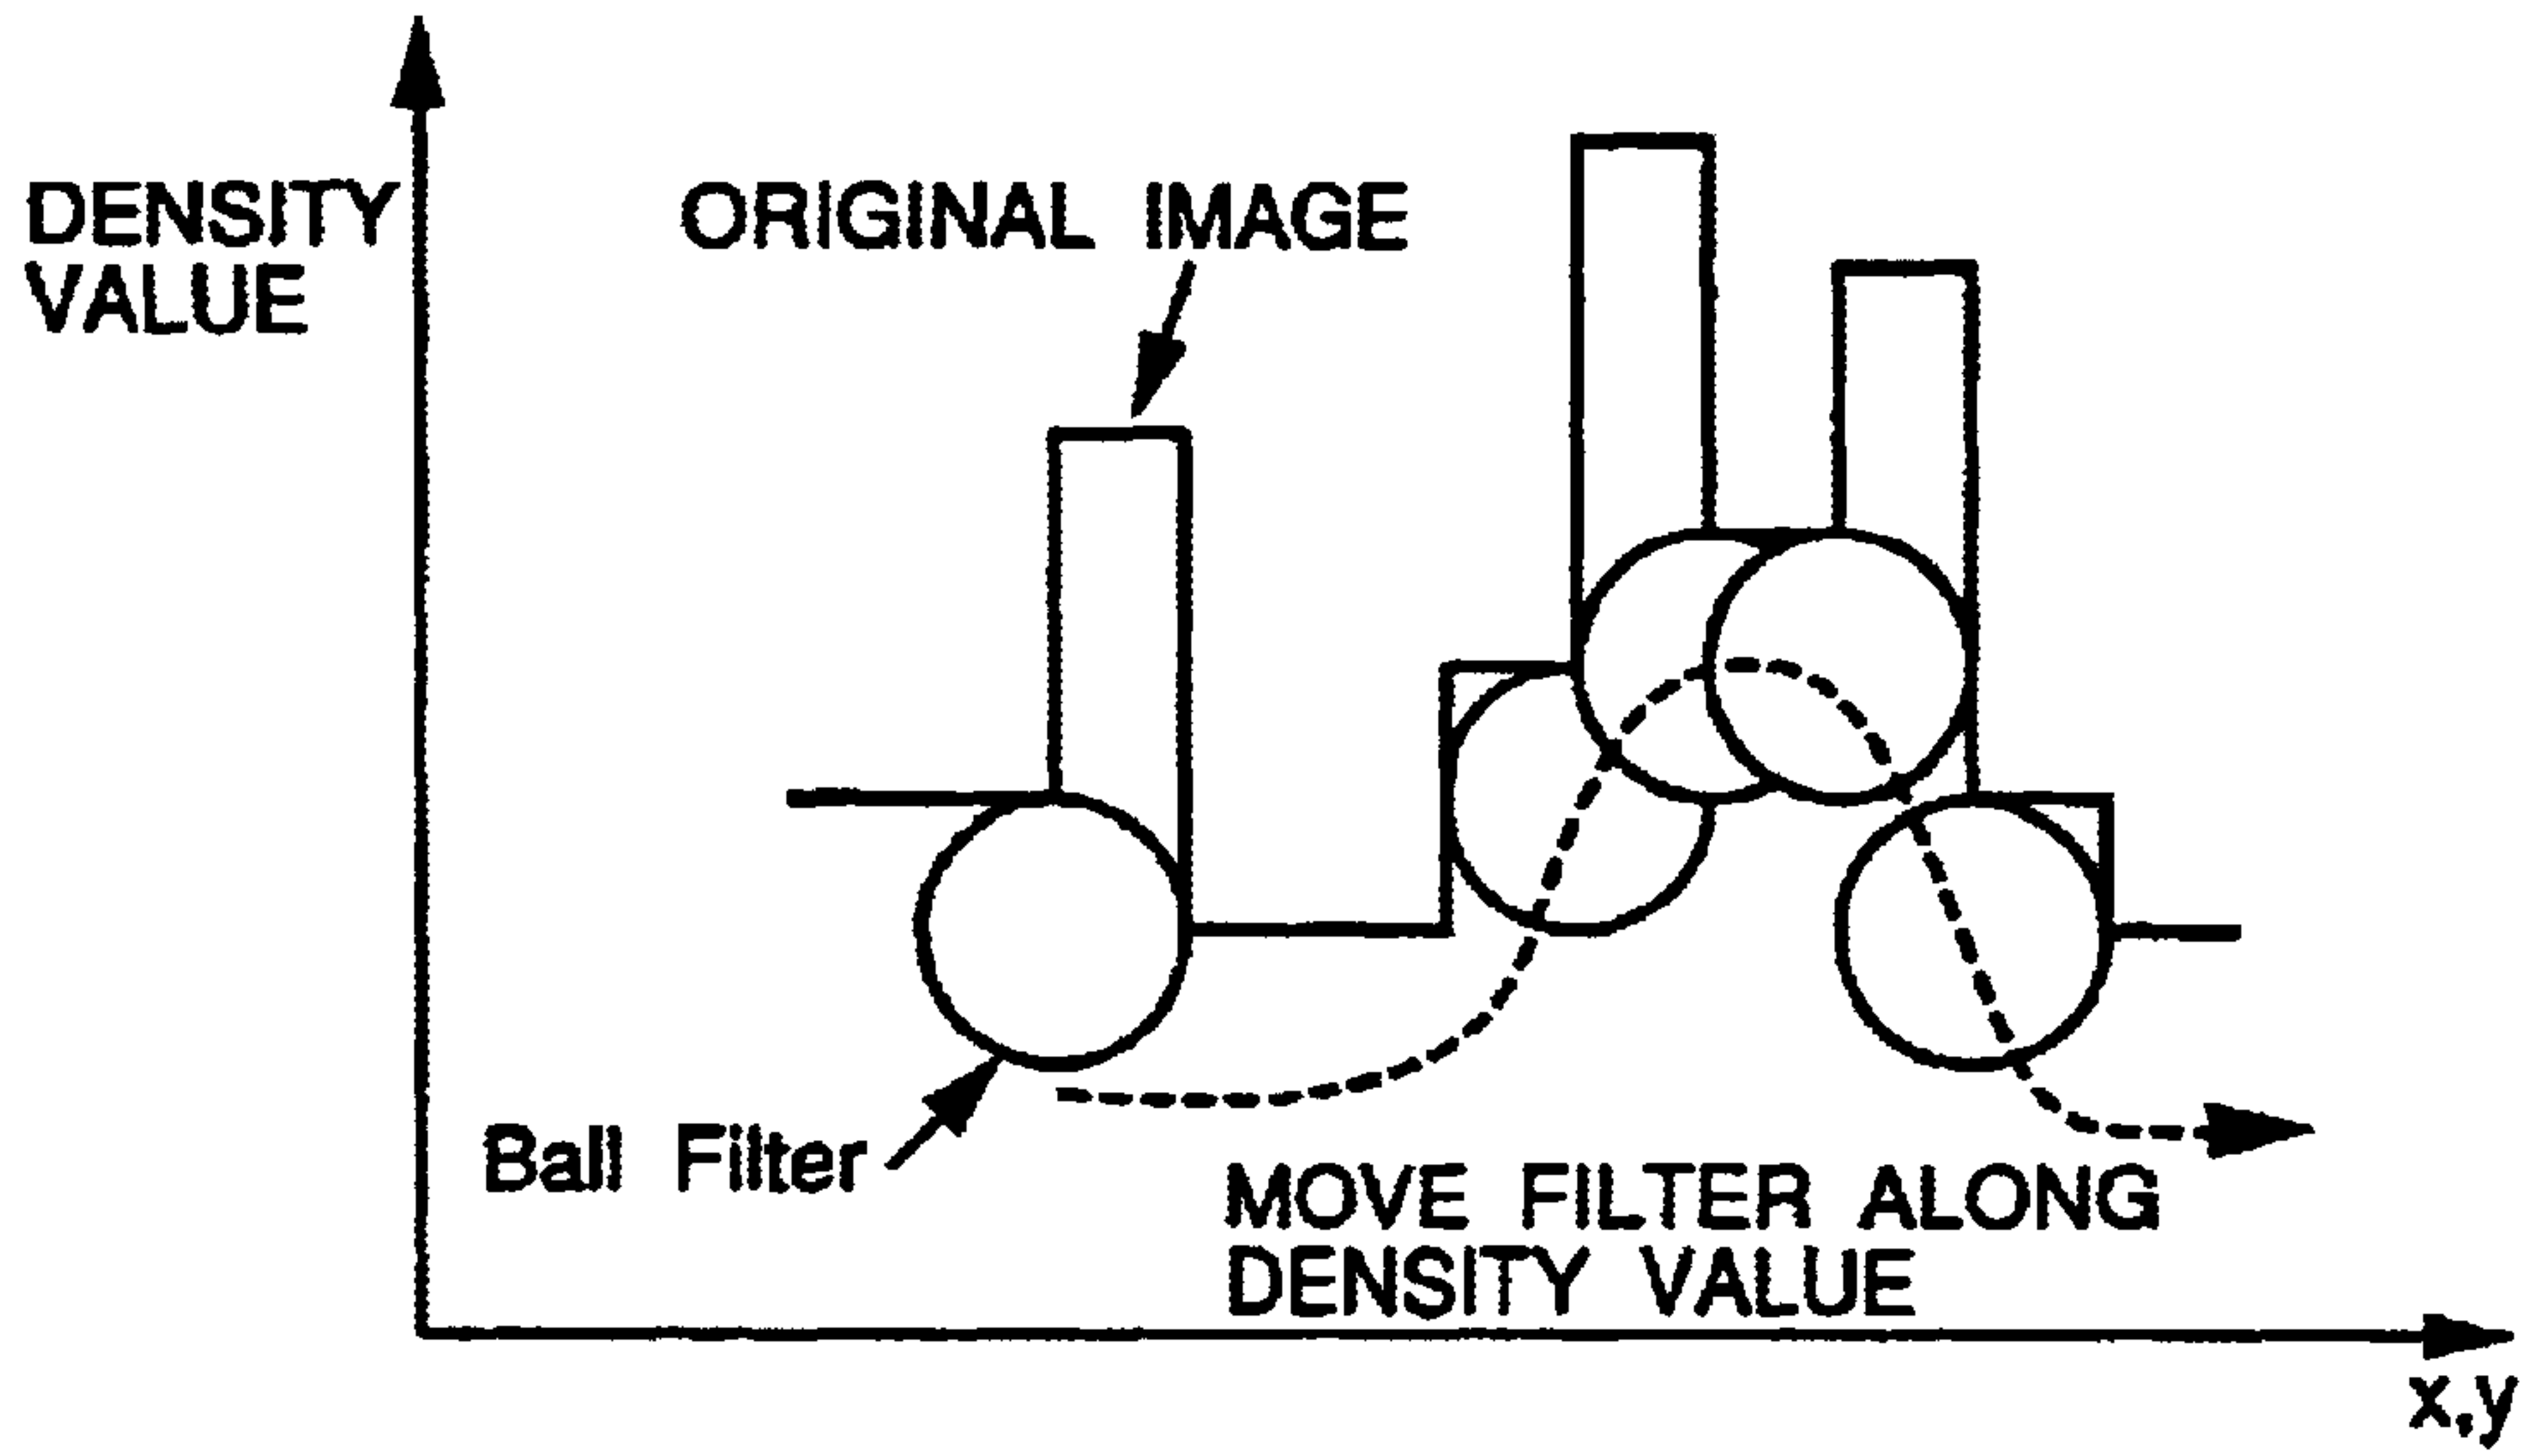 DENSITY
VALUE
ORIGINAL IMAGE
Ball Filter
MOVE FILTER ALONG
DENSITY VALUE
x,y